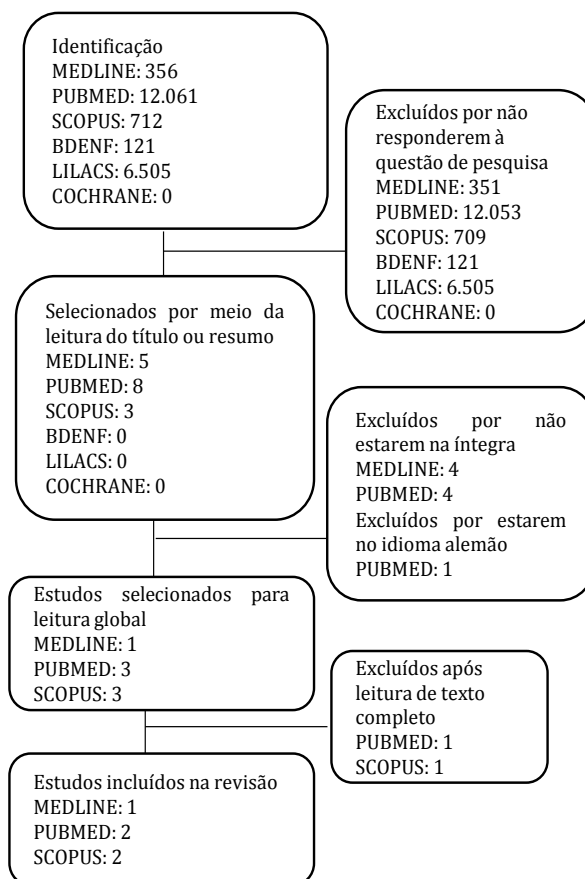 Identificação
MEDLINE: 356
PUBMED: 12.061
SCOPUS: 712
BDENF: 121
LILACS: 6.505
COCHRANE: 0
Excluídos por não
responderem à
questão de pesquisa
MEDLINE: 351
PUBMED: 12.053
SCOPUS: 709
BDENF: 121
LILACS: 6.505
COCHRANE: 0
Selecionados por meio da
leitura do título ou resumo
MEDLINE: 5
PUBMED: 8
SCOPUS: 3
BDENF: 0
LILACS: 0
COCHRANE: 0
Excluídos por não
estarem na íntegra
MEDLINE: 4
PUBMED: 4
Excluídos por estarem
no idioma alemão
PUBMED: 1
Estudos selecionados para
leitura global
MEDLINE: 1
PUBMED: 3
SCOPUS: 3
Excluídos após
leitura de texto
completo
PUBMED: 1
SCOPUS: 1
Estudos incluídos na revisão
MEDLINE: 1
PUBMED: 2
SCOPUS: 2